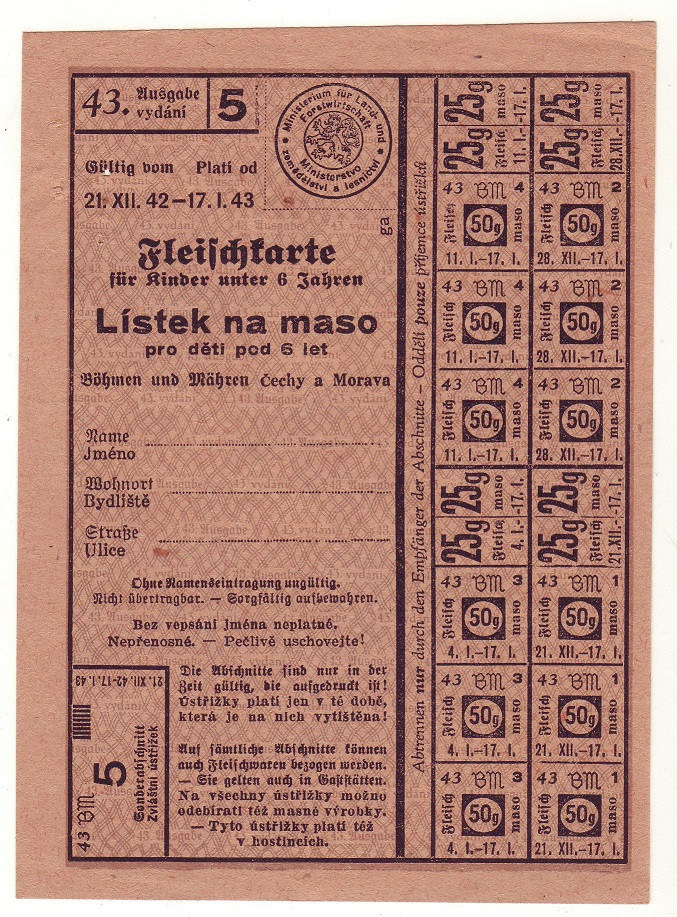 43. Ausgabe
vydání
5
Ministerium für Land- und
Forstwirtschaft
Ministerstvo
zemědělství a lesnictví
Gültig vom Platí od
21. XII. 42–17. I. 43
ga
Fleischkarte
für Kinder unter 6 Jahren
Lístek na maso
pro děti pod 6 let
Böhmen und Mähren Čechy a Morava
Name
Jméno
Wohnort
Bydliště
Straße
Ulice
Ohne Namenseintragung ungültig.
Nicht übertragbar. — Sorgfältig aufbewahren.
Bez vepsání jména neplatné.
Nepřenosné. — Pečlivě uschovejte!
Die Abschnitte sind nur in der
Zeit gültig, die aufgedruckt ist!
Ústřižky platí jen v té době,
která je na nich vytištěna!
Auf sämtliche Abschnitte können
auch Fleischwaren bezogen werden.
— Sie gelten auch in Gaststätten.
Na všechny ústřižky možno
odebírati též masné výrobky.
— Tyto ústřižky platí též
v hostincích.
21. XII. 42-17. I. 43
43 BM 5
Sonderabschnitt
Zvláštní ústřižek
Abtrennen nur durch den Empfänger der Abschnitte – Oddělí pouze příjemce ústřižků
25g 25g
Fleisch maso
11. I.–17. I.
25g 25g
Fleisch maso
28. XII.–17. I.
43 BM 4
Fleisch 50g maso
11. I.–17. I.
43 BM 2
Fleisch 50g maso
28. XII.–17. I.
43 BM 4
Fleisch 50g maso
11. I.–17. I.
43 BM 2
Fleisch 50g maso
28. XII.–17. I.
43 BM 4
Fleisch 50g maso
11. I.–17. I.
43 BM 2
Fleisch 50g maso
28. XII.–17. I.
25g 25g
Fleisch maso
4. I.–17. I.
25g 25g
Fleisch maso
21. XII.–17. I.
43 BM 3
Fleisch 50g maso
4. I.–17. I.
43 BM 1
Fleisch 50g maso
21. XII.–17. I.
43 BM 3
Fleisch 50g maso
4. I.–17. I.
43 BM 1
Fleisch 50g maso
21. XII.–17. I.
43 BM 3
Fleisch 50g maso
4. I.–17. I.
43 BM 1
Fleisch 50g maso
21. XII.–17. I.